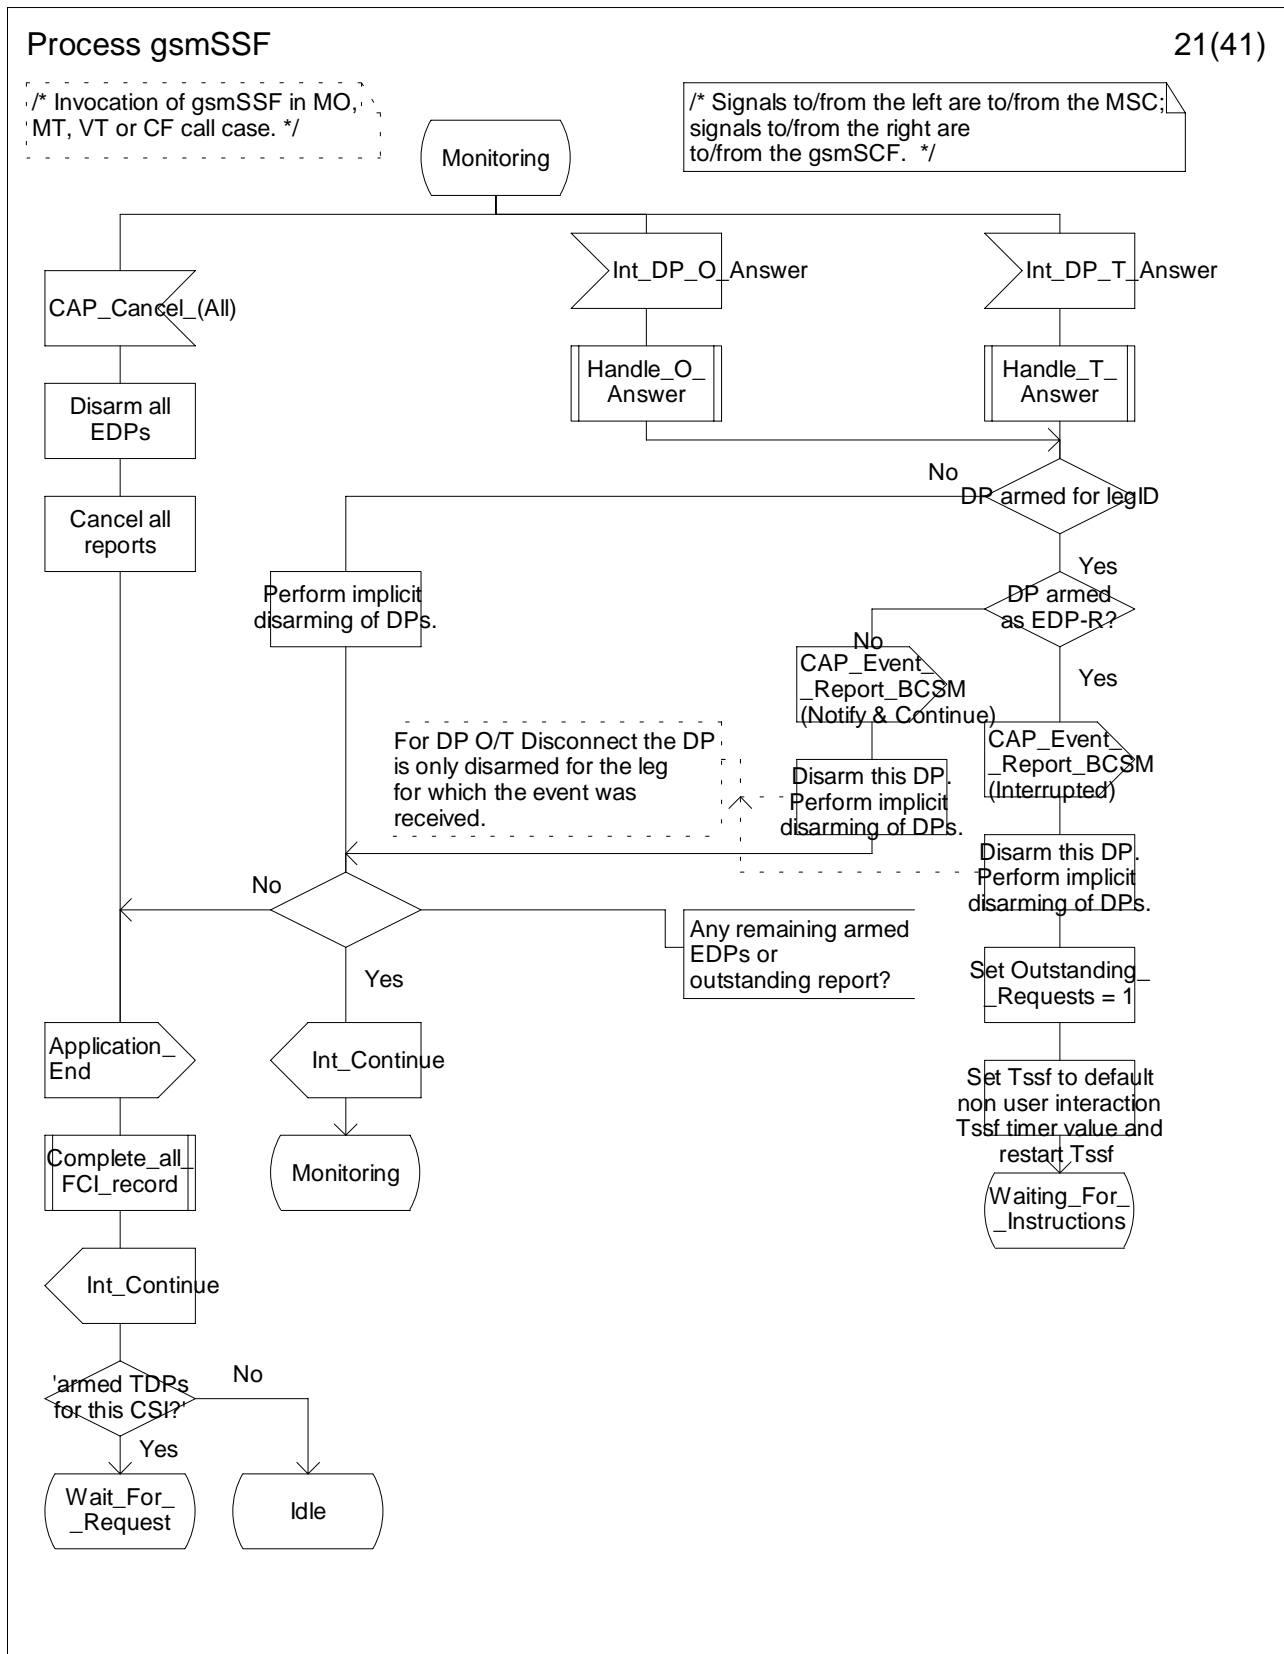 Process gsmSSF
21(41)
/* Invocation of gsmSSF in MO,
MT, VT or CF call case. */
/* Signals to/from the left are to/from the MSC;
signals to/from the right are
to/from the gsmSCF.  */
Monitoring
CAP_Cancel_(All)
Int_DP_O_Answer
Int_DP_T_Answer
Handle_O_
Answer
Handle_T_
Answer
Disarm all
EDPs
Cancel all
reports
No
DP armed for legID
Yes
Perform implicit
disarming of DPs.
DP armed
as EDP-R?
No
Yes
CAP_Event_
_Report_BCSM
(Notify & Continue)
CAP_Event_
_Report_BCSM
(Interrupted)
For DP O/T Disconnect the DP
is only disarmed for the leg
for which the event was
received.
Disarm this DP.
Perform implicit
disarming of DPs.
Disarm this DP.
Perform implicit
disarming of DPs.
No
Any remaining armed
EDPs or
outstanding report?
Yes
Set Outstanding_
_Requests = 1
Application_
End
Int_Continue
Set Tssf to default
non user interaction
Tssf timer value and
restart Tssf
Complete_all_
FCI_record
Monitoring
Waiting_For_
_Instructions
Int_Continue
'armed TDPs
for this CSI?'
No
Yes
Wait_For_
_Request
Idle